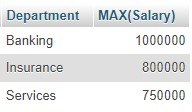 Department MAX(Salary)
Banking 1000000
Insurance 800000
Services 750000